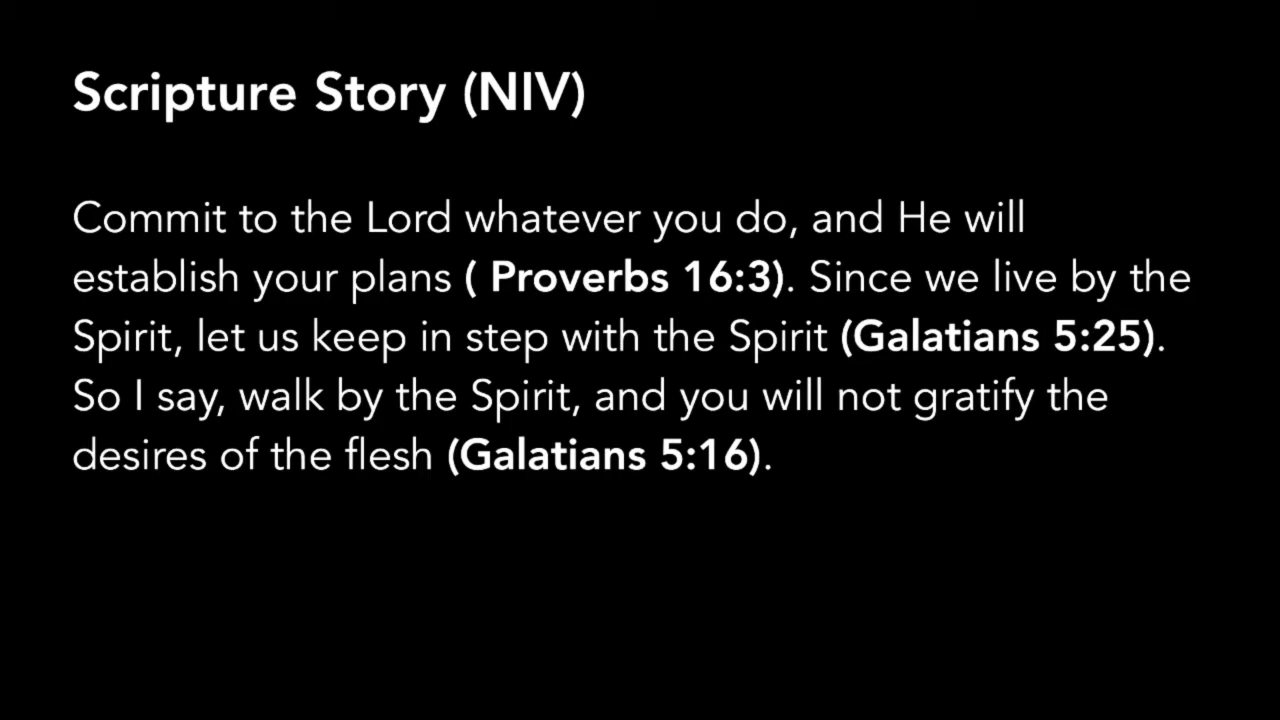 Scripture Story (NIV)
Commit to the Lord whatever you do, and He will
establish your plans ( Proverbs 16:3). Since we live by the
Spirit, let us keep in step with the Spirit (Galatians 5:25).
So I say, walk by the Spirit, and you will not gratify the
desires of the flesh (Galatians 5:16).